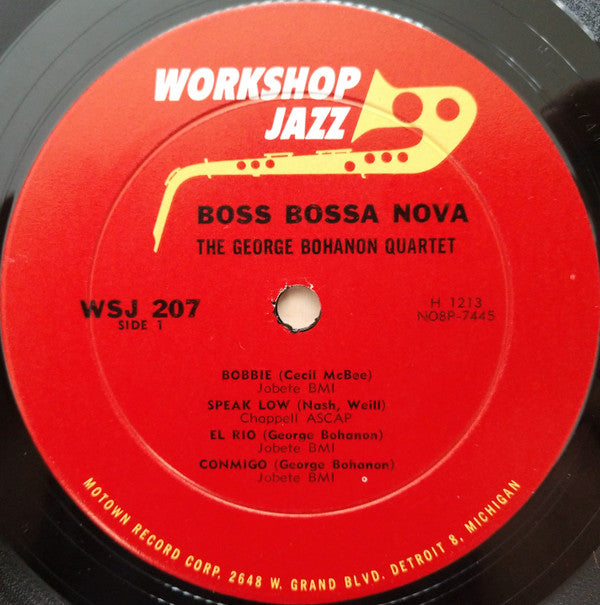 WORKSHOP
JAZZ
BOSS BOSSA NOVA
THE GEORGE BOHANON QUARTET
WSJ 207
SIDE 1
H 1213
NO8P-7445
BOBBIE (Cecil McBee)
Jobete BMI
SPEAK LOW (Nash, Weill)
Chappell ASCAP
EL RIO (George Bohanon)
Jobete BMI
CONMIGO (George Bohanon)
Jobete BMI
MOTOWN RECORD CORP. 2648 W. GRAND BLVD. DETROIT 8, MICHIGAN